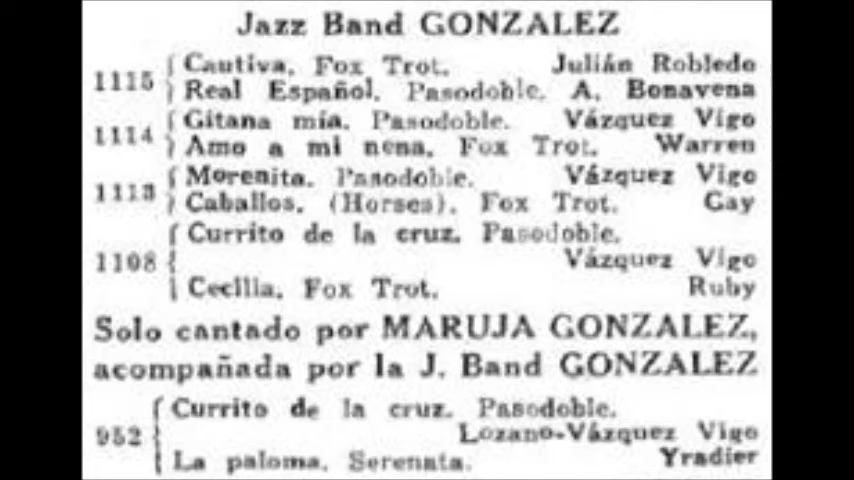 Jazz Band GONZALEZ
1115 Cautiva. Fox Trot. Julián Robledo
Real Español. Pasodoble. A. Bonavena
1114 Gitana mía. Pasodoble. Vázquez Vigo
Amo a mi nena. Fox Trot. Warren
1113 Morenita. Pasodoble. Vázquez Vigo
Caballos. (Horses). Fox Trot. Gay
Currito de la cruz. Pasodoble.
1108 Vázquez Vigo
Cecilia. Fox Trot. Ruby
Solo cantado por MARUJA GONZALEZ,
acompañada por la J. Band GONZALEZ
Currito de la cruz. Pasodoble.
952 Lozano-Vázquez Vigo
La paloma. Serenata. Yradier